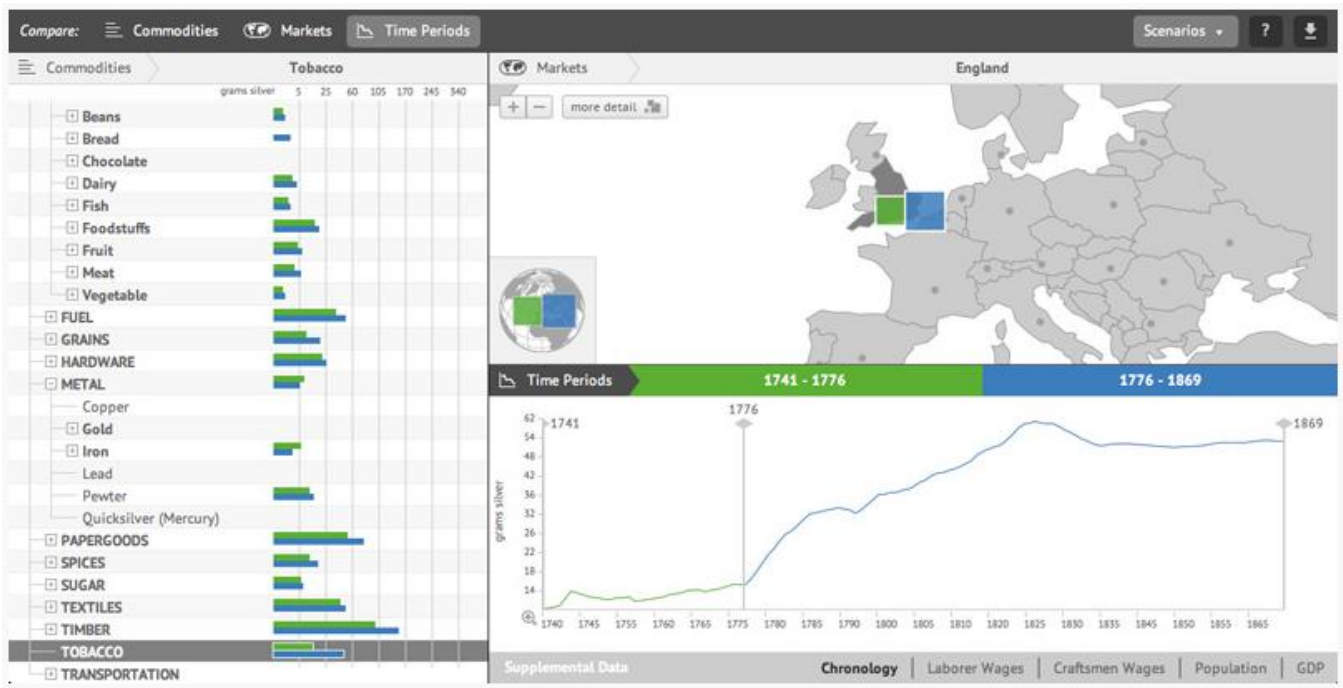 Compare: Commodities Markets Time Periods Scenarios ?
Commodities Tobacco
grams silver 5 25 60 105 170 245 340
Beans
Bread
Chocolate
Dairy
Fish
Foodstuffs
Fruit
Meat
Vegetable
FUEL
GRAINS
HARDWARE
METAL
Copper
Gold
Iron
Lead
Pewter
Quicksilver (Mercury)
PAPERGOODS
SPICES
SUGAR
TEXTILES
TIMBER
TOBACCO
TRANSPORTATION
Markets England
+ − more detail
Time Periods 1741 - 1776 1776 - 1869
1776
1741 1869
62
54
48
42
36
32
26
22
18
14
grams silver
1740 1745 1755 1760 1765 1775 1780 1785 1790 1800 1805 1810 1820 1825 1830 1835 1845 1850 1855 1865
Supplemental Data Chronology | Laborer Wages | Craftsmen Wages | Population | GDP